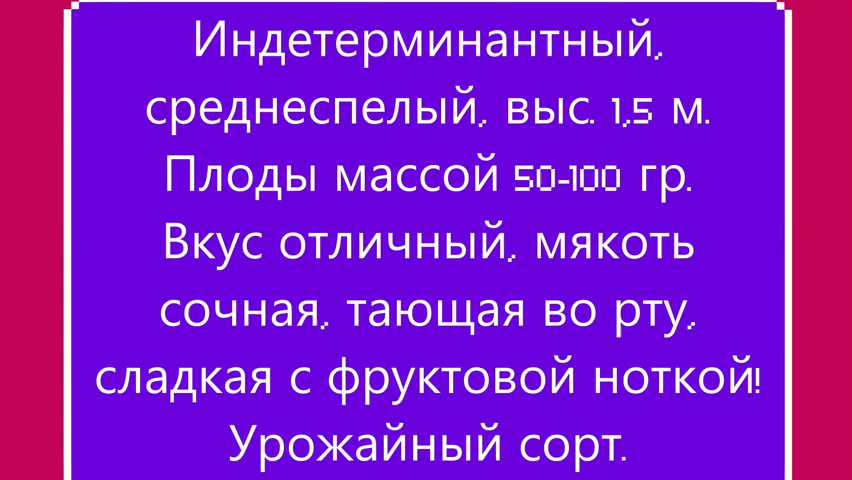 Индетерминантный,
среднеспелый, выс. 1,5 м.
Плоды массой 50-100 гр.
Вкус отличный, мякоть
сочная, тающая во рту,
сладкая с фруктовой ноткой!
Урожайный сорт.